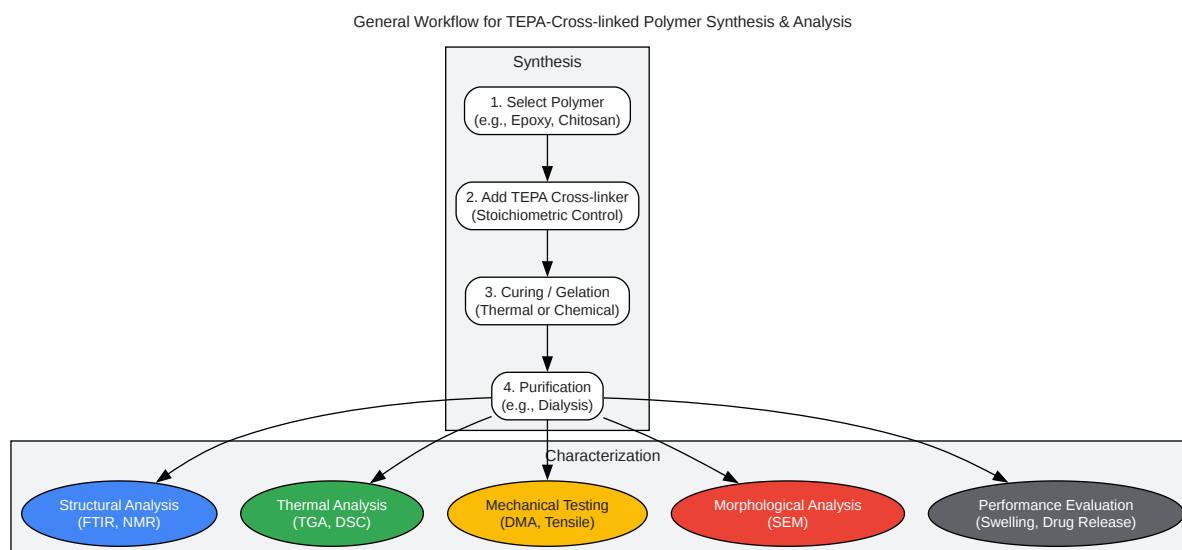 General Workflow for TEPA-Cross-linked Polymer Synthesis & Analysis
Synthesis
1. Select Polymer
(e.g., Epoxy, Chitosan)
2. Add TEPA Cross-linker
(Stoichiometric Control)
3. Curing / Gelation
(Thermal or Chemical)
4. Purification
(e.g., Dialysis)
Characterization
Structural Analysis
(FTIR, NMR)
Thermal Analysis
(TGA, DSC)
Mechanical Testing
(DMA, Tensile)
Morphological Analysis
(SEM)
Performance Evaluation
(Swelling, Drug Release)